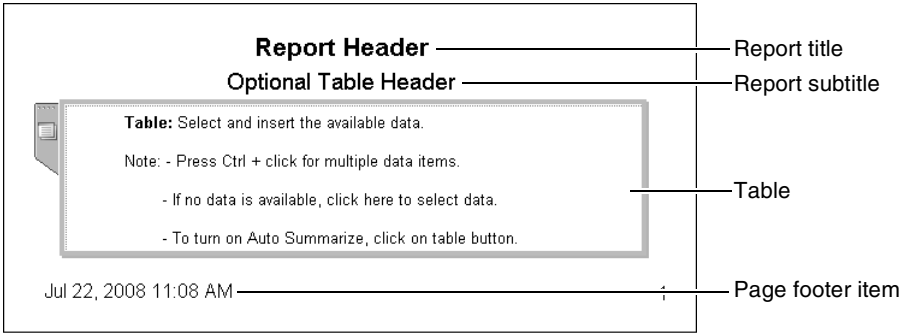 Report Header
Report title
Optional Table Header
Report subtitle
Table: Select and insert the available data.
Note: - Press Ctrl + click for multiple data items.
- If no data is available, click here to select data.
Table
- To turn on Auto Summarize, click on table button.
Jul 22, 2008 11:08 AM
1
Page footer item